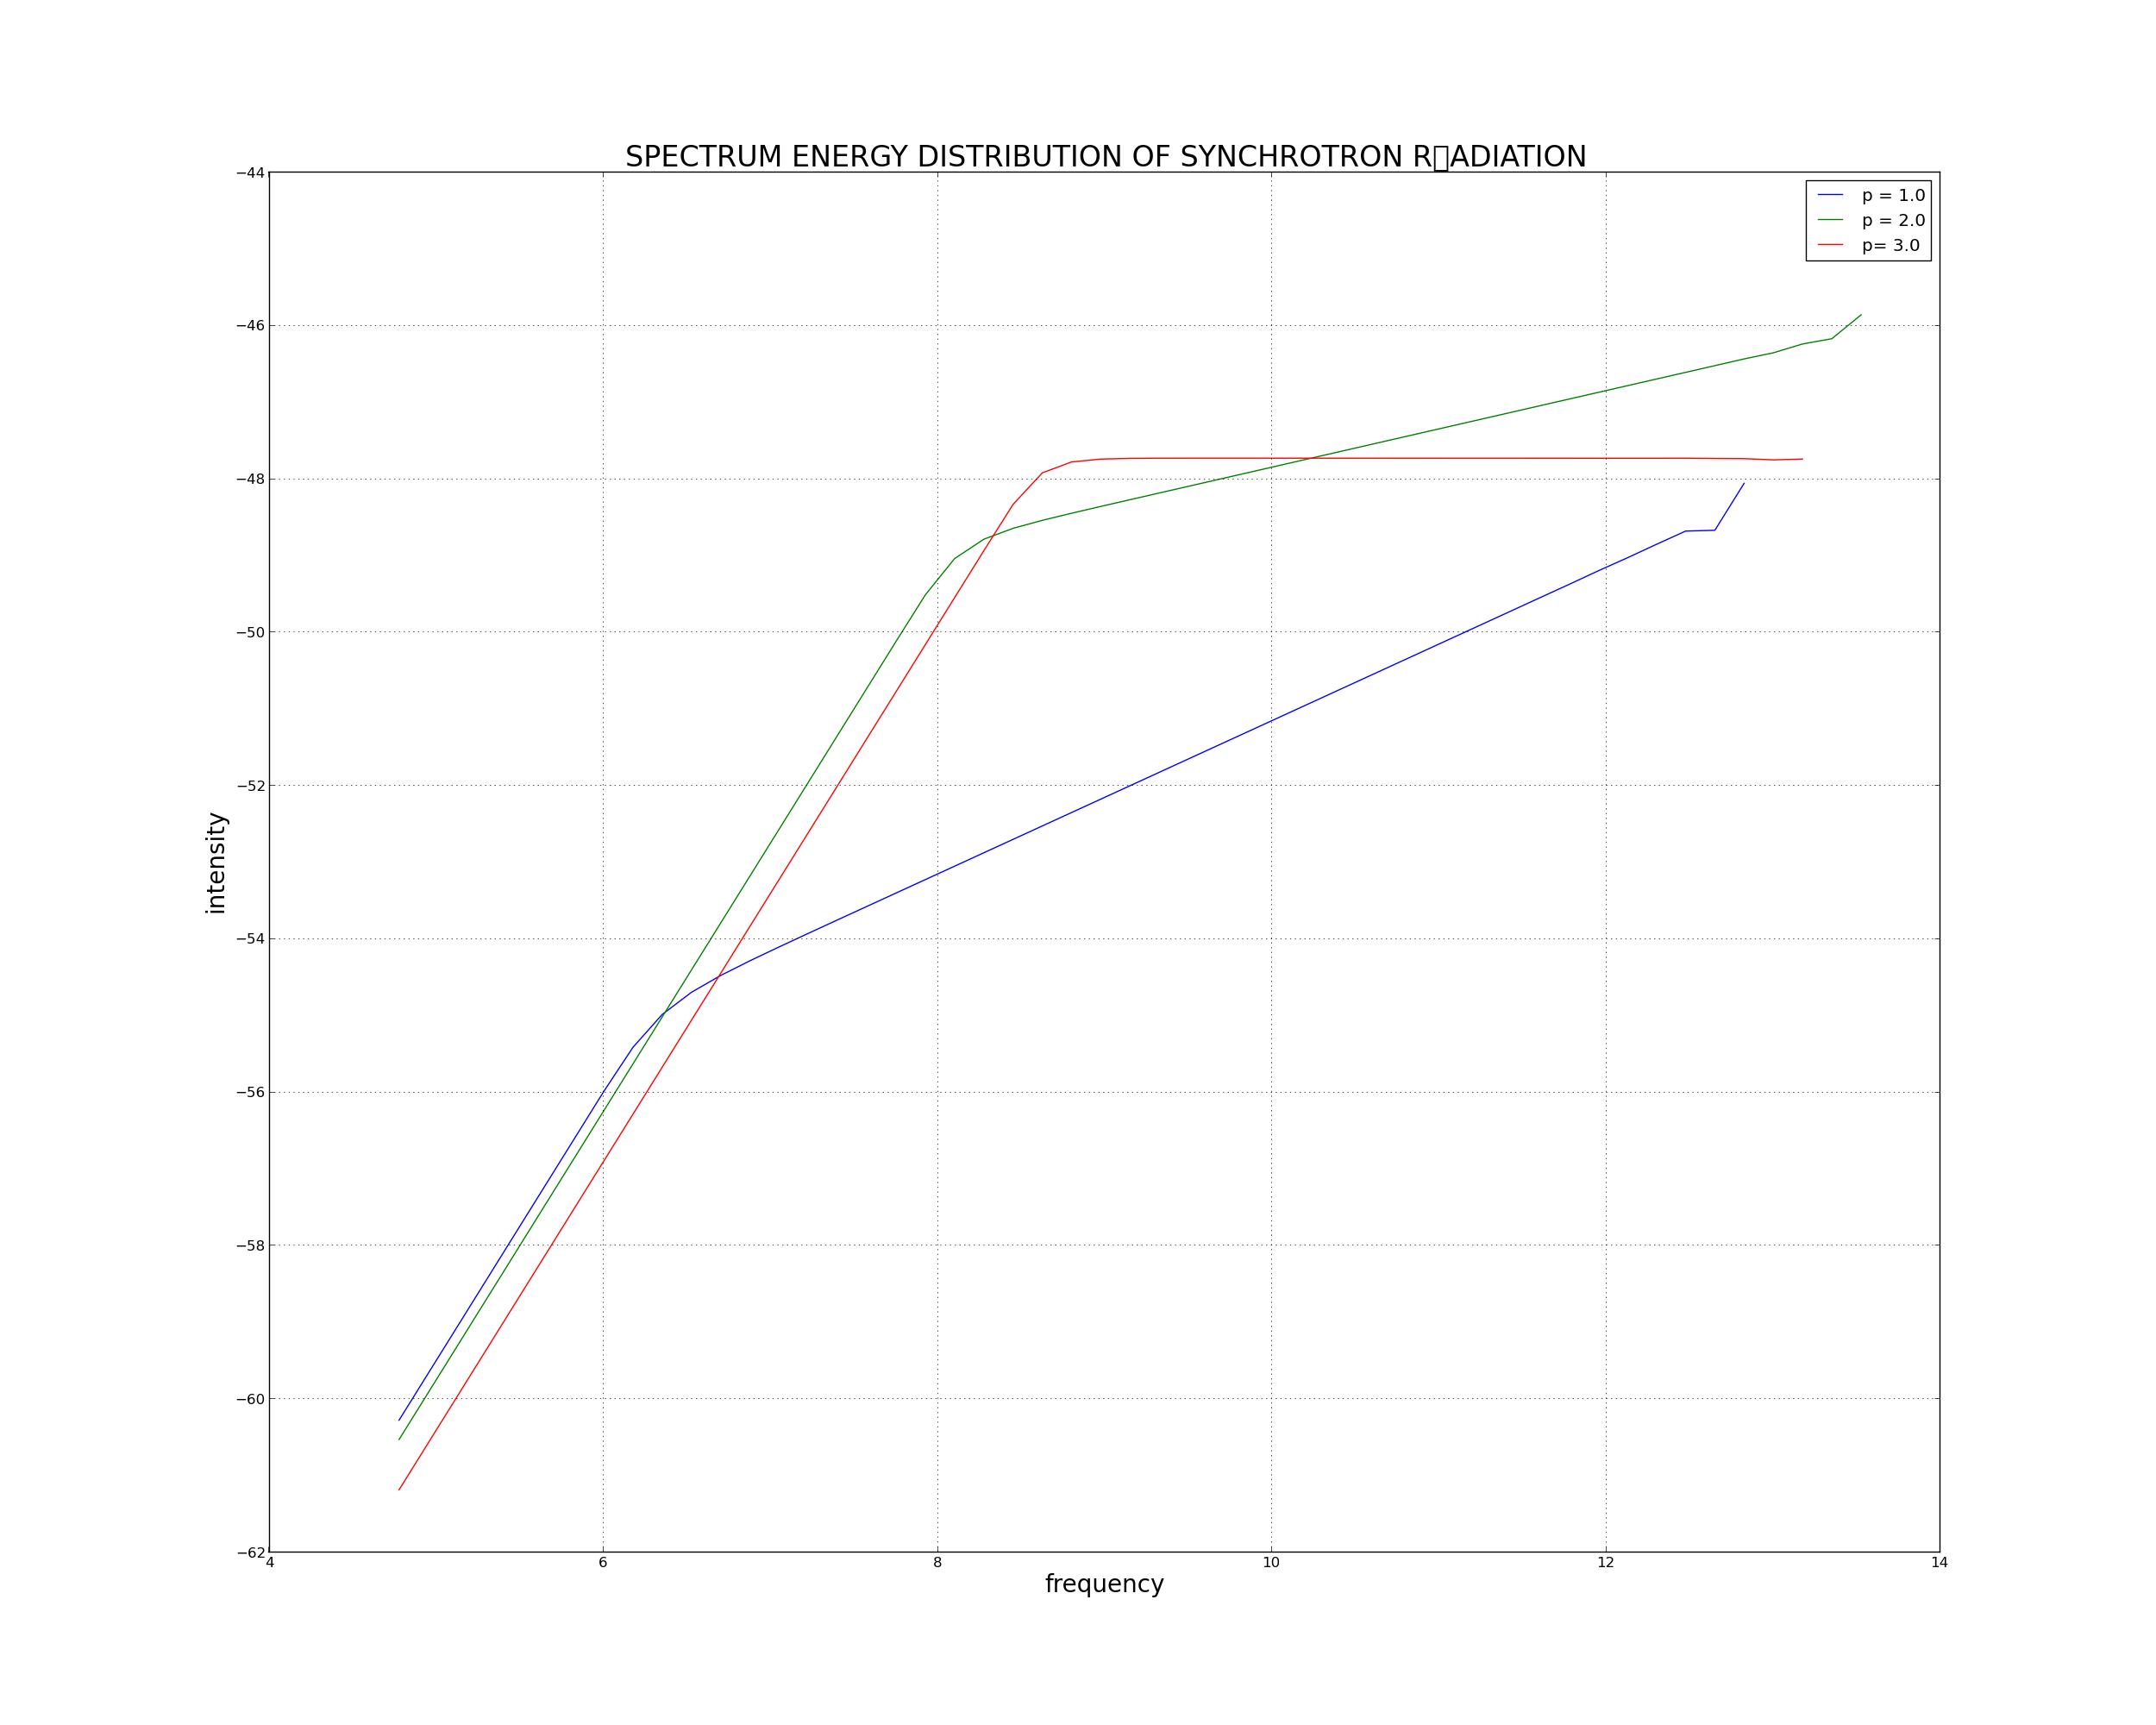 SPECTRUM ENERGY DISTRIBUTION OF SYNCHROTRON R▯ADIATION
p = 1.0
p = 2.0
p= 3.0
−44
−46
−48
−50
−52
−54
−56
−58
−60
−62
intensity
4 6 8 10 12 14
frequency